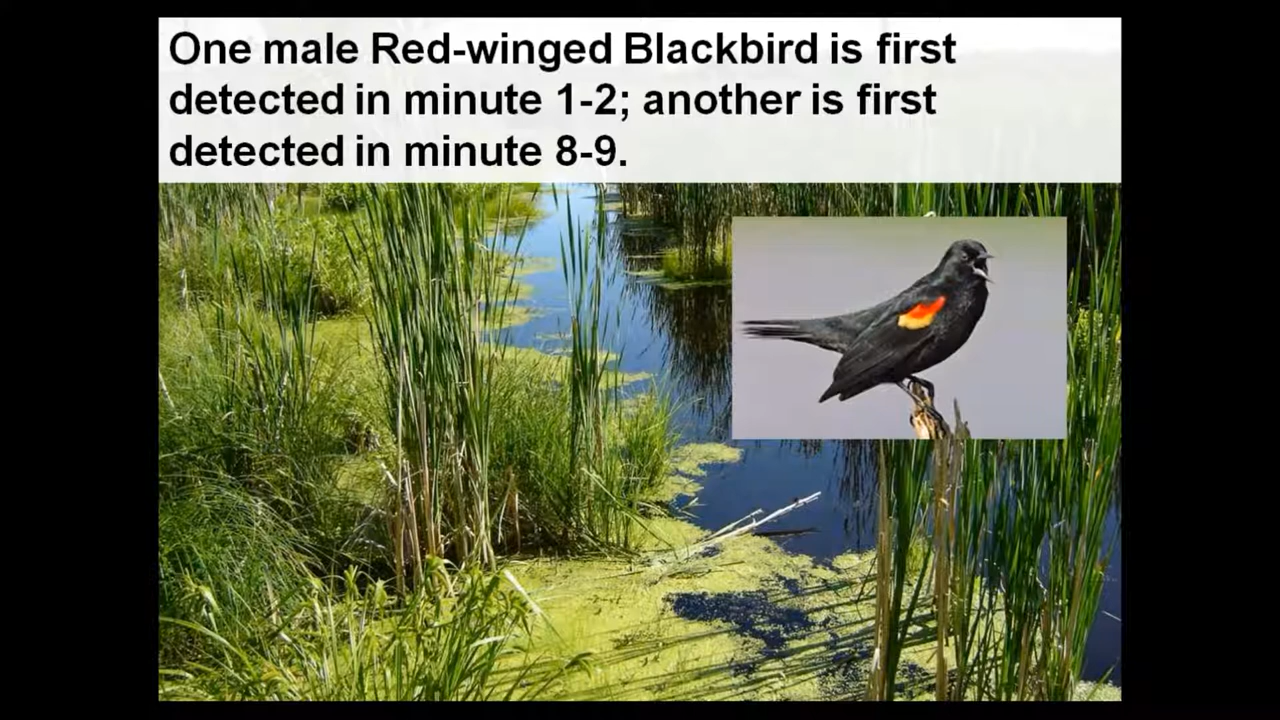 One male Red-winged Blackbird is first
detected in minute 1-2; another is first
detected in minute 8-9.